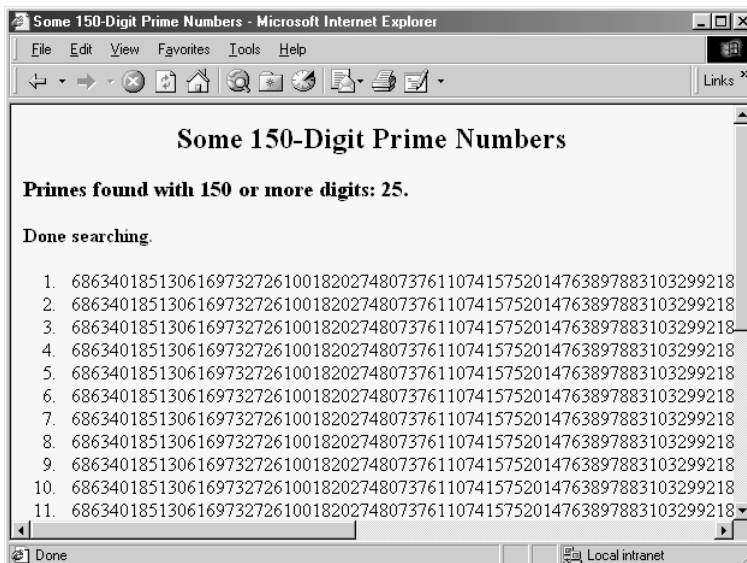 Some 150-Digit Prime Numbers - Microsoft Internet Explorer
File Edit View Favorites Tools Help
Links »
Some 150-Digit Prime Numbers
Primes found with 150 or more digits: 25.
Done searching.
1. 686340185130616973272610018202748073761107415752014763897883103299218
2. 686340185130616973272610018202748073761107415752014763897883103299218
3. 686340185130616973272610018202748073761107415752014763897883103299218
4. 686340185130616973272610018202748073761107415752014763897883103299218
5. 686340185130616973272610018202748073761107415752014763897883103299218
6. 686340185130616973272610018202748073761107415752014763897883103299218
7. 686340185130616973272610018202748073761107415752014763897883103299218
8. 686340185130616973272610018202748073761107415752014763897883103299218
9. 686340185130616973272610018202748073761107415752014763897883103299218
10. 686340185130616973272610018202748073761107415752014763897883103299218
11. 686340185130616973272610018202748073761107415752014763897883103299218
Done Local intranet